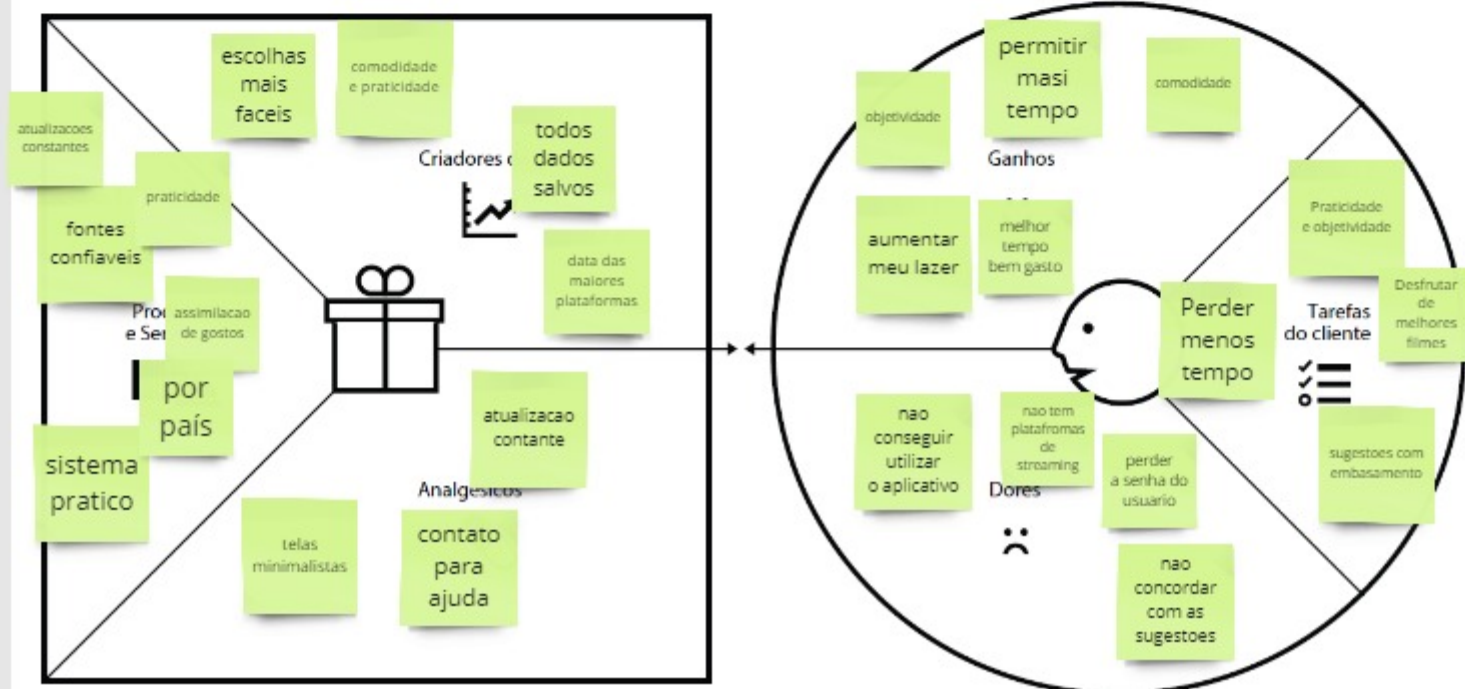 escolhas
mais
faceis
comodidade
e praticidade
atualizacoes
constantes
praticidade
fontes
confiaveis
todos
dados
salvos
Criadores
data das
maiores
plataformas
assimilacao
de gostos
e Ser
por
país
sistema
pratico
atualizacao
contante
Analgésicos
telas
minimalistas
contato
para
ajuda
permitir
masi
tempo
comodidade
objetividade
Ganhos
aumentar
meu lazer
melhor
tempo
bem gasto
Praticidade
e objetividade
Desfrutar
de
melhores
filmes
Perder
menos
tempo
Tarefas
do cliente
sugestoes com
embasamento
nao
conseguir
utilizar
o aplicativo
nao tem
platafromas
de
streaming
Dores
perder
a senha do
usuario
nao
concordar
com as
sugestoes